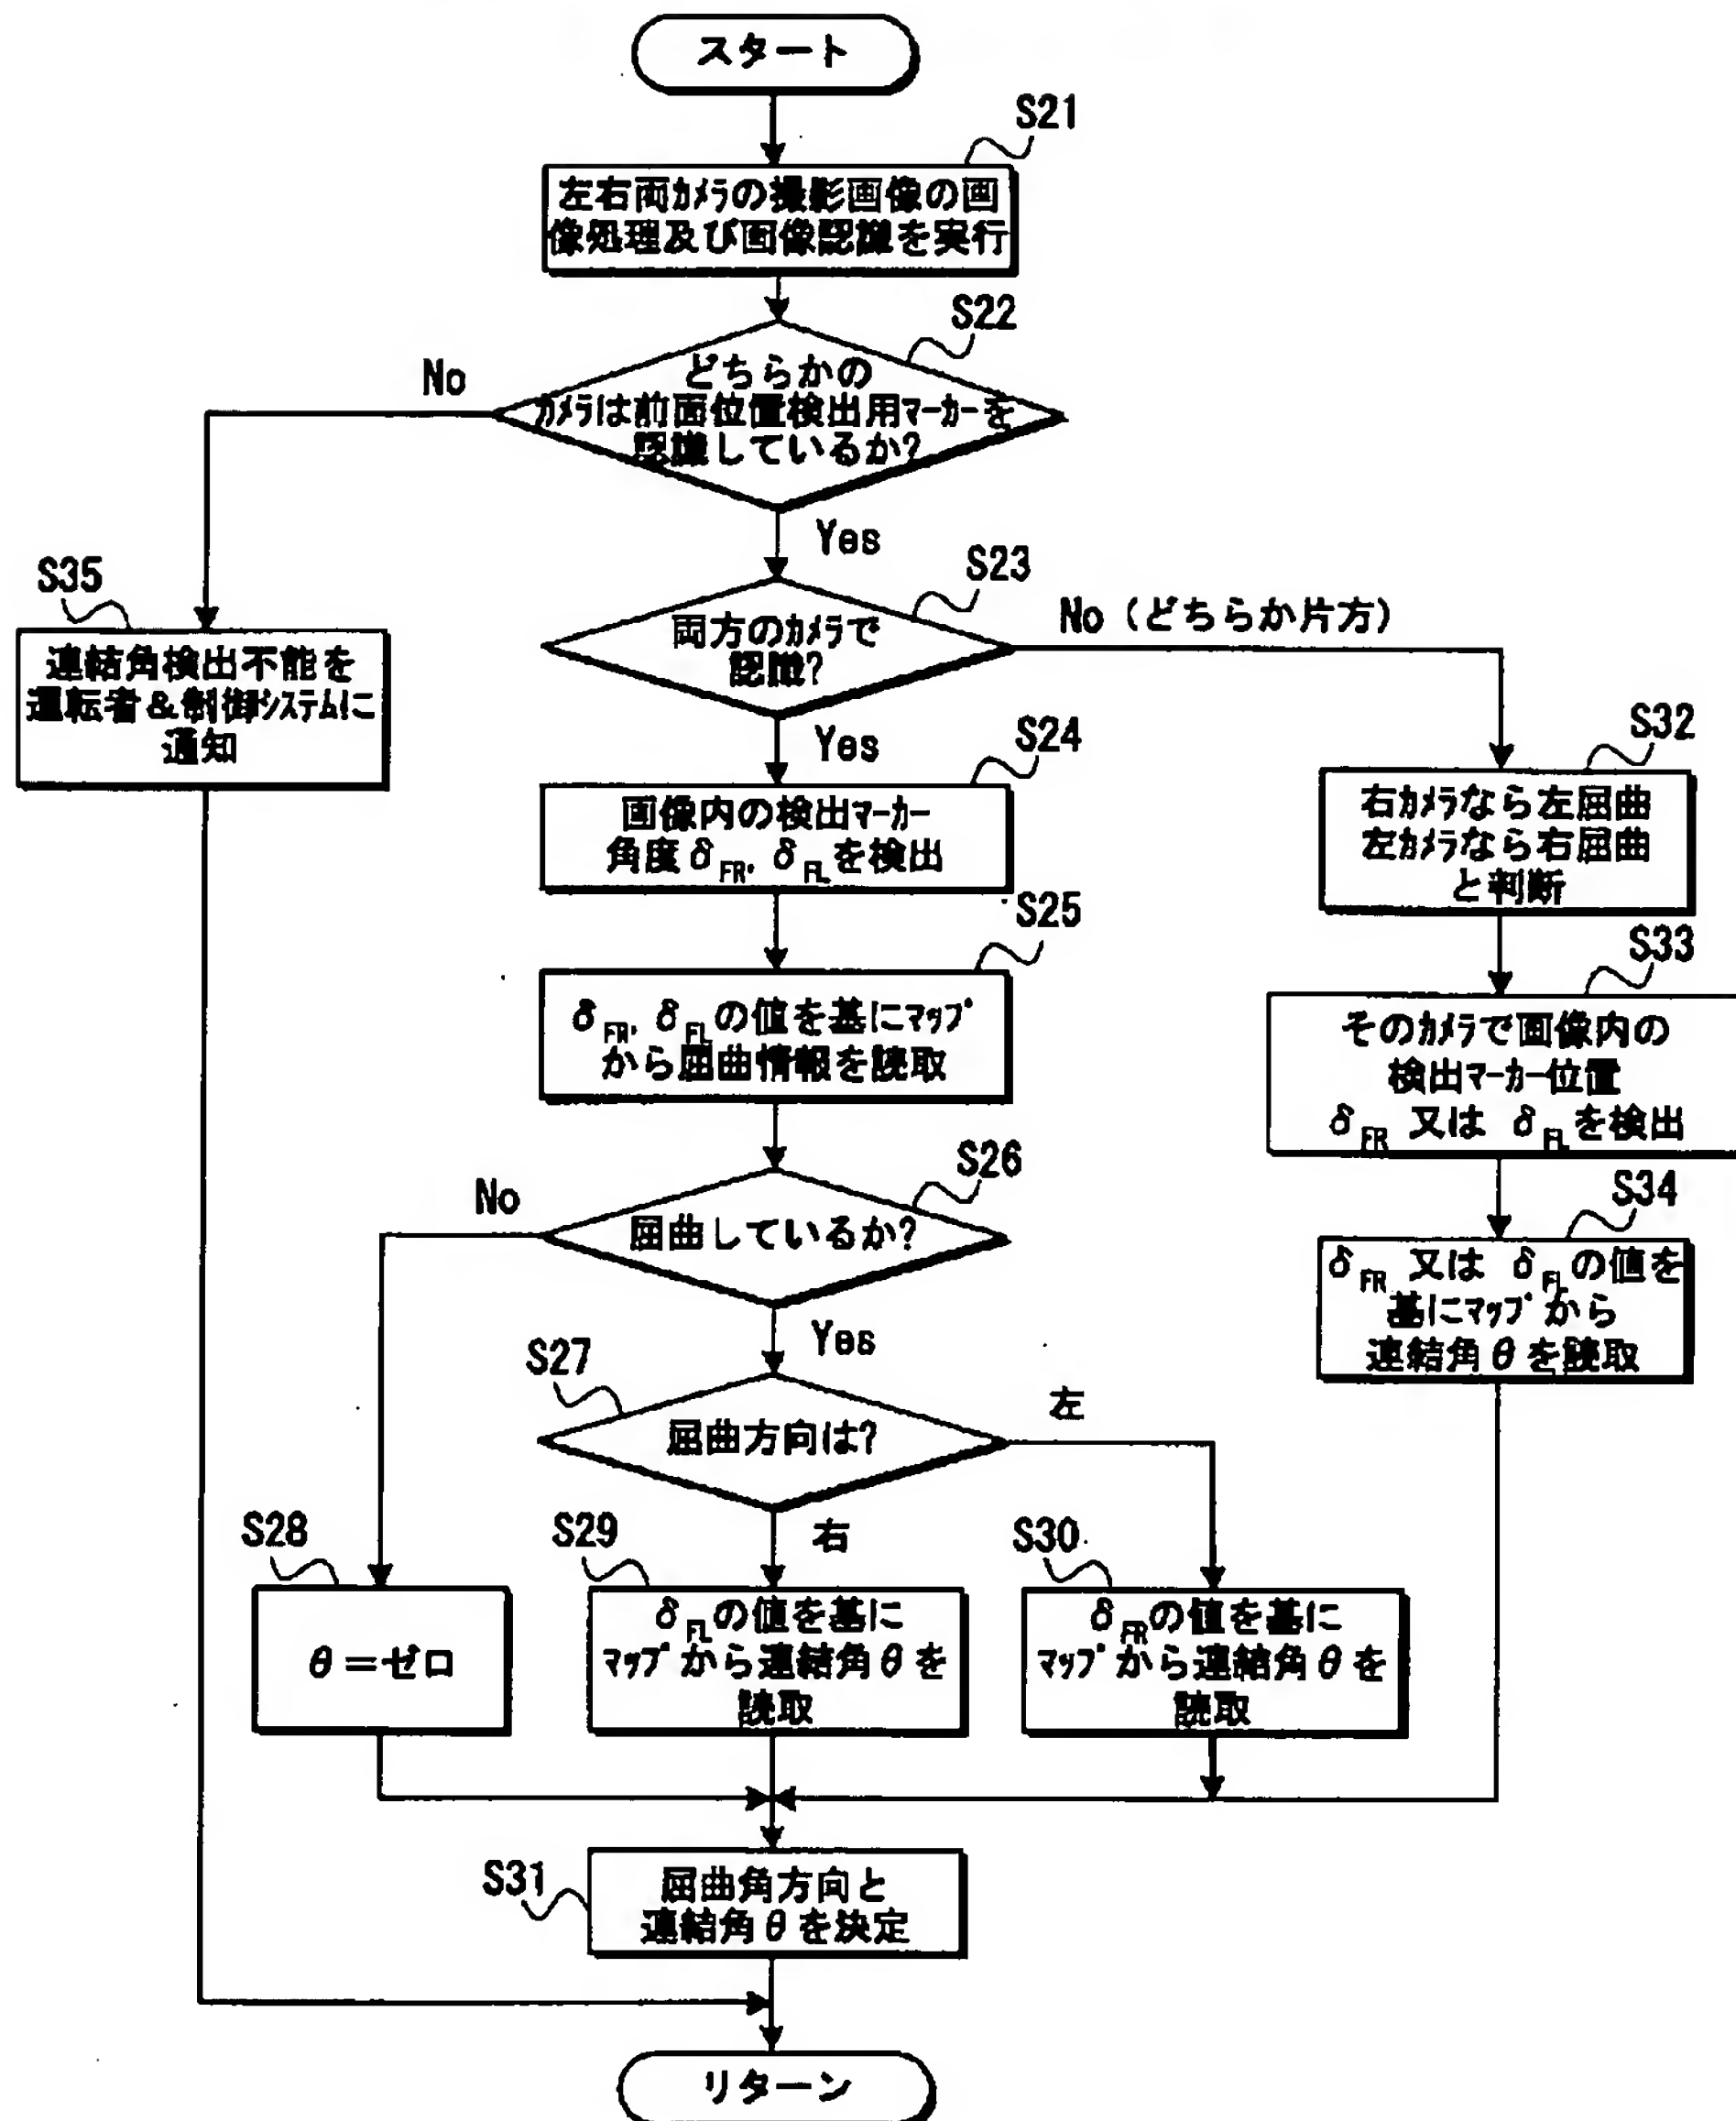 スタート
S21
左右両カメラの撮影画像の画
像処理及び画像認識を実行
S22
どちらかの
カメラは前面位置検出用マーカーを
認識しているか?
No
Yes
S23
両方のカメラで
認識?
No (どちらか片方)
Yes
S35
連結角検出不能を
運転者&制御システムに
通知
S24
画像内の検出マーカー
角度δFR, δFLを検出
S25
δFR, δFLの値を基にマップ
から屈曲情報を読取
S32
右カメラなら左屈曲
左カメラなら右屈曲
と判断
S33
そのカメラで画像内の
検出マーカー位置
δFR 又は δFLを検出
S34
δFR 又は δFLの値を
基にマップから
連結角θを読取
S26
屈曲しているか?
No
Yes
S27
屈曲方向は?
左
右
S28
θ=ゼロ
S29
δFLの値を基に
マップから連結角θを
読取
S30
δFRの値を基に
マップから連結角θを
読取
S31
屈曲角方向と
連結角θを決定
リターン